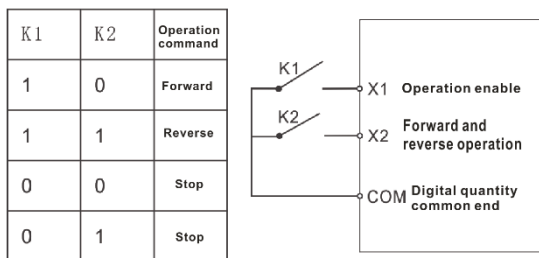 K1 K2 Operation command
1 0 Forward
1 1 Reverse
0 0 Stop
0 1 Stop
K1
X1 Operation enable
K2
X2 Forward and reverse operation
COM Digital quantity common end